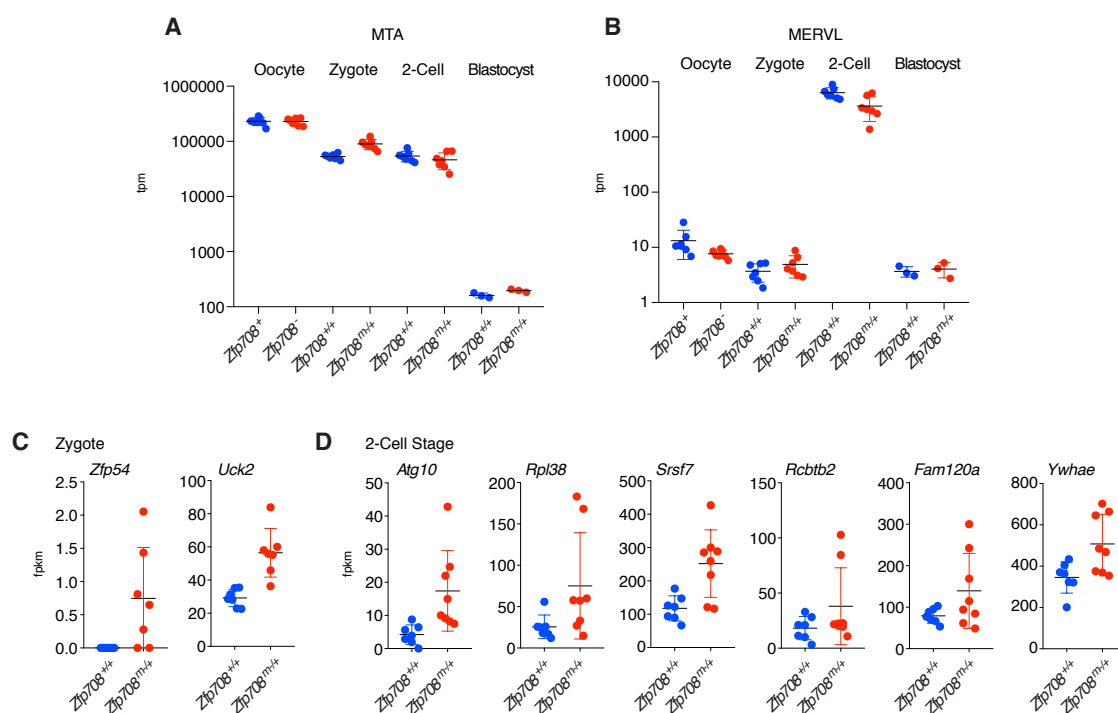 A
MTA
Oocyte Zygote 2-Cell Blastocyst
1000000
100000
10000
1000
100
tpm
Zfp708+ Zfp708- Zfp708+/+ Zfp708m-/+ Zfp708+/+ Zfp708m-/+ Zfp708+/+ Zfp708m-/+
B
MERVL
Oocyte Zygote 2-Cell Blastocyst
10000
1000
100
10
1
tpm
Zfp708+ Zfp708- Zfp708+/+ Zfp708m-/+ Zfp708+/+ Zfp708m-/+ Zfp708+/+ Zfp708m-/+
C Zygote
Zfp54
2.5
2.0
1.5
1.0
0.5
0.0
fpkm
Zfp708+/+ Zfp708m-/+
Uck2
100
80
60
40
20
0
Zfp708+/+ Zfp708m-/+
D 2-Cell Stage
Atg10
50
40
30
20
10
0
fpkm
Zfp708+/+ Zfp708m-/+
Rpl38
200
150
100
50
0
Zfp708+/+ Zfp708m-/+
Srsf7
500
400
300
200
100
0
Zfp708+/+ Zfp708m-/+
Rcbtb2
150
100
50
0
Zfp708+/+ Zfp708m-/+
Fam120a
400
300
200
100
0
Zfp708+/+ Zfp708m-/+
Ywhae
800
600
400
200
0
Zfp708+/+ Zfp708m-/+